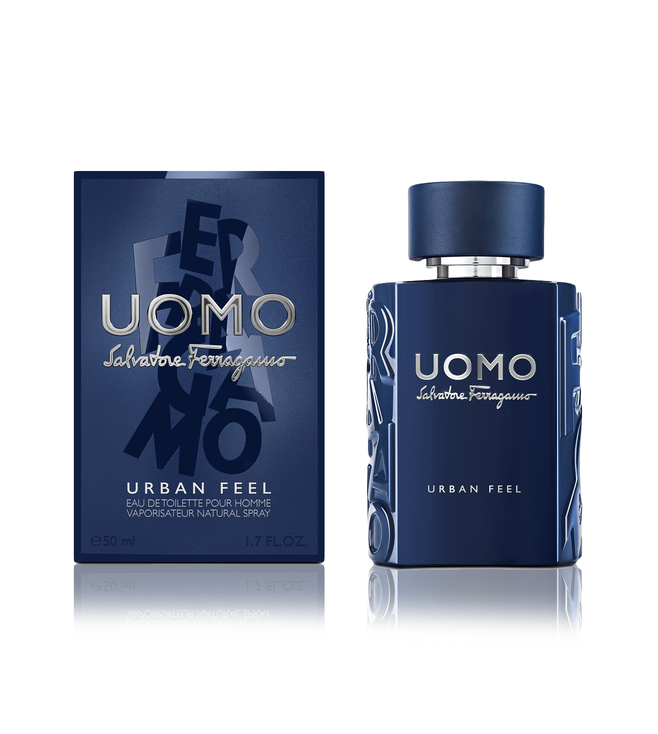 FERRAGAMO
UOMO
Salvatore Ferragamo
URBAN FEEL
EAU DE TOILETTE POUR HOMME
VAPORISATEUR NATURAL SPRAY
℮50 ml 1.7 FL.OZ.
UOMO
Salvatore Ferragamo
URBAN FEEL